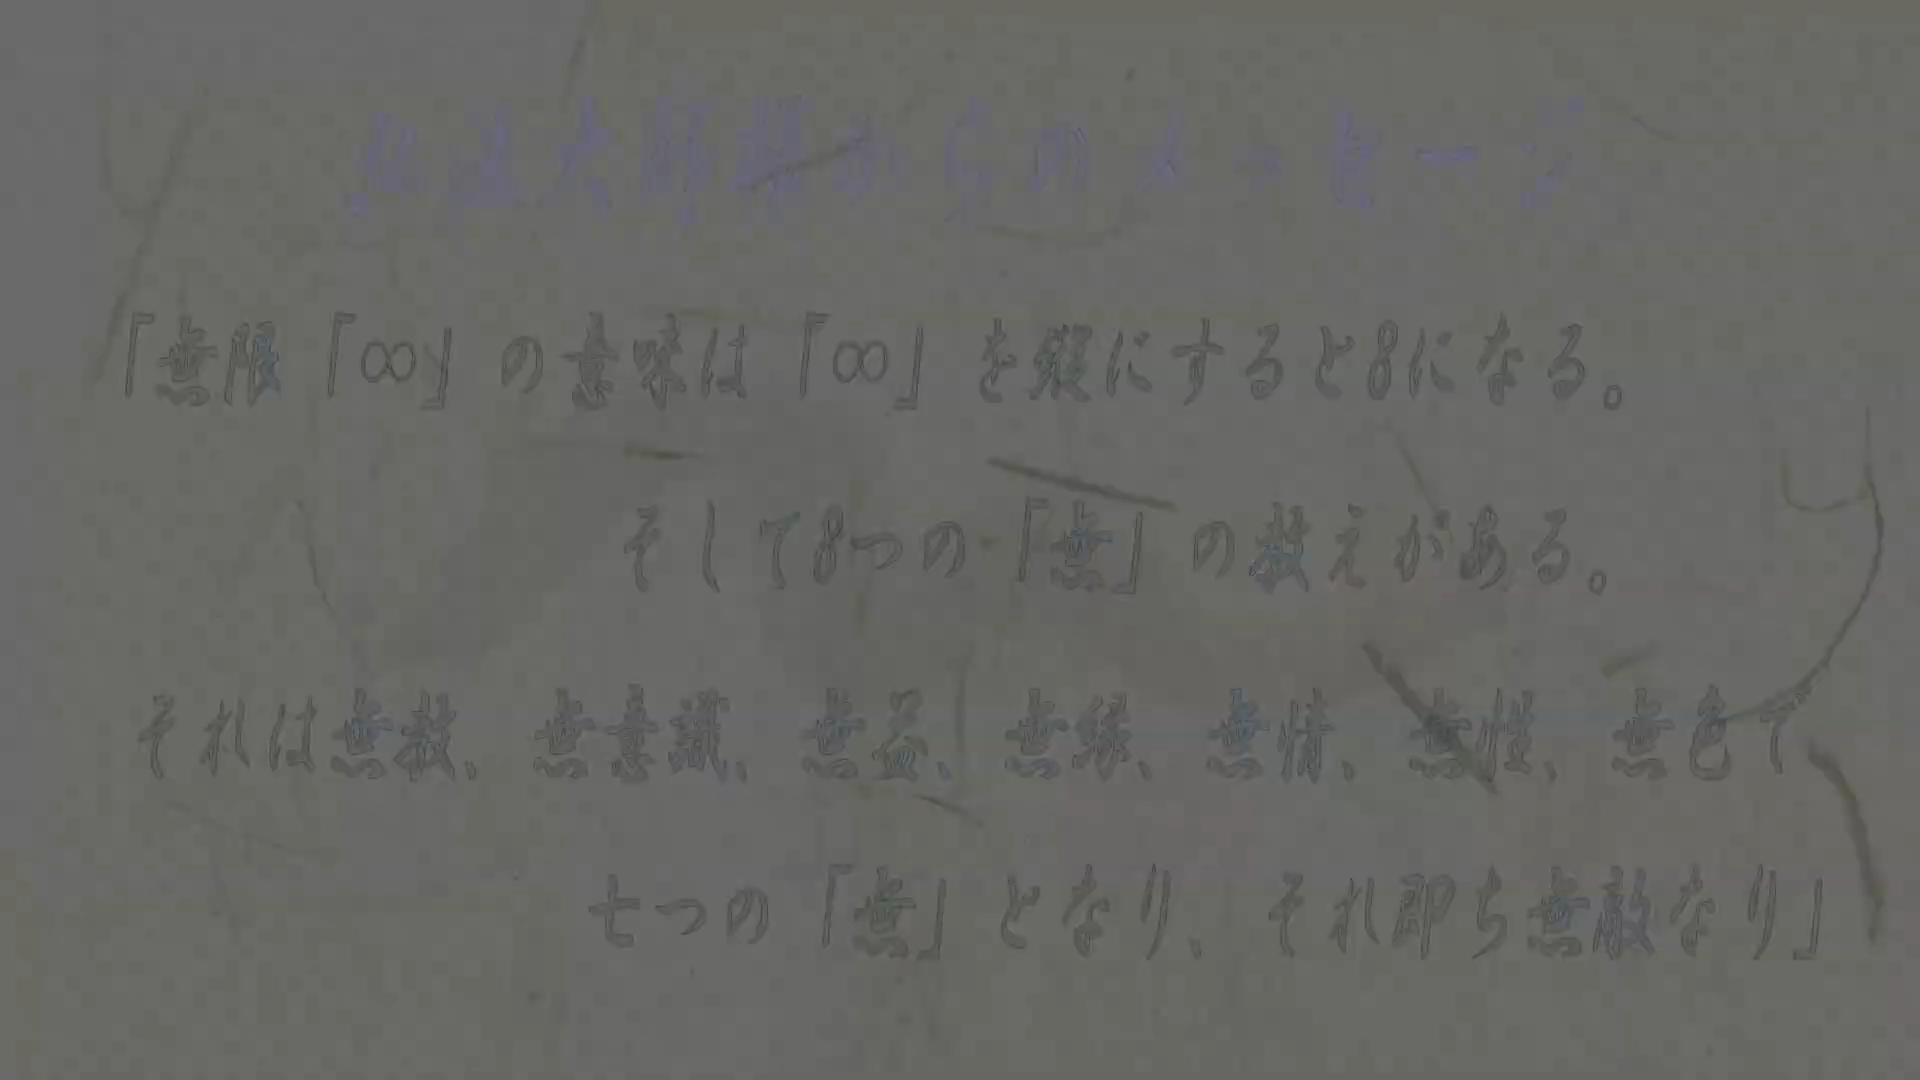 弘法大師様からのメッセージ
「無限「∞」の意味は「∞」を縦にすると8になる。
そして8つの「無」の教えがある。
それは無数、無意識、無益、無縁、無情、無性、無色で
七つの「無」となり、それ即ち無敵なり」